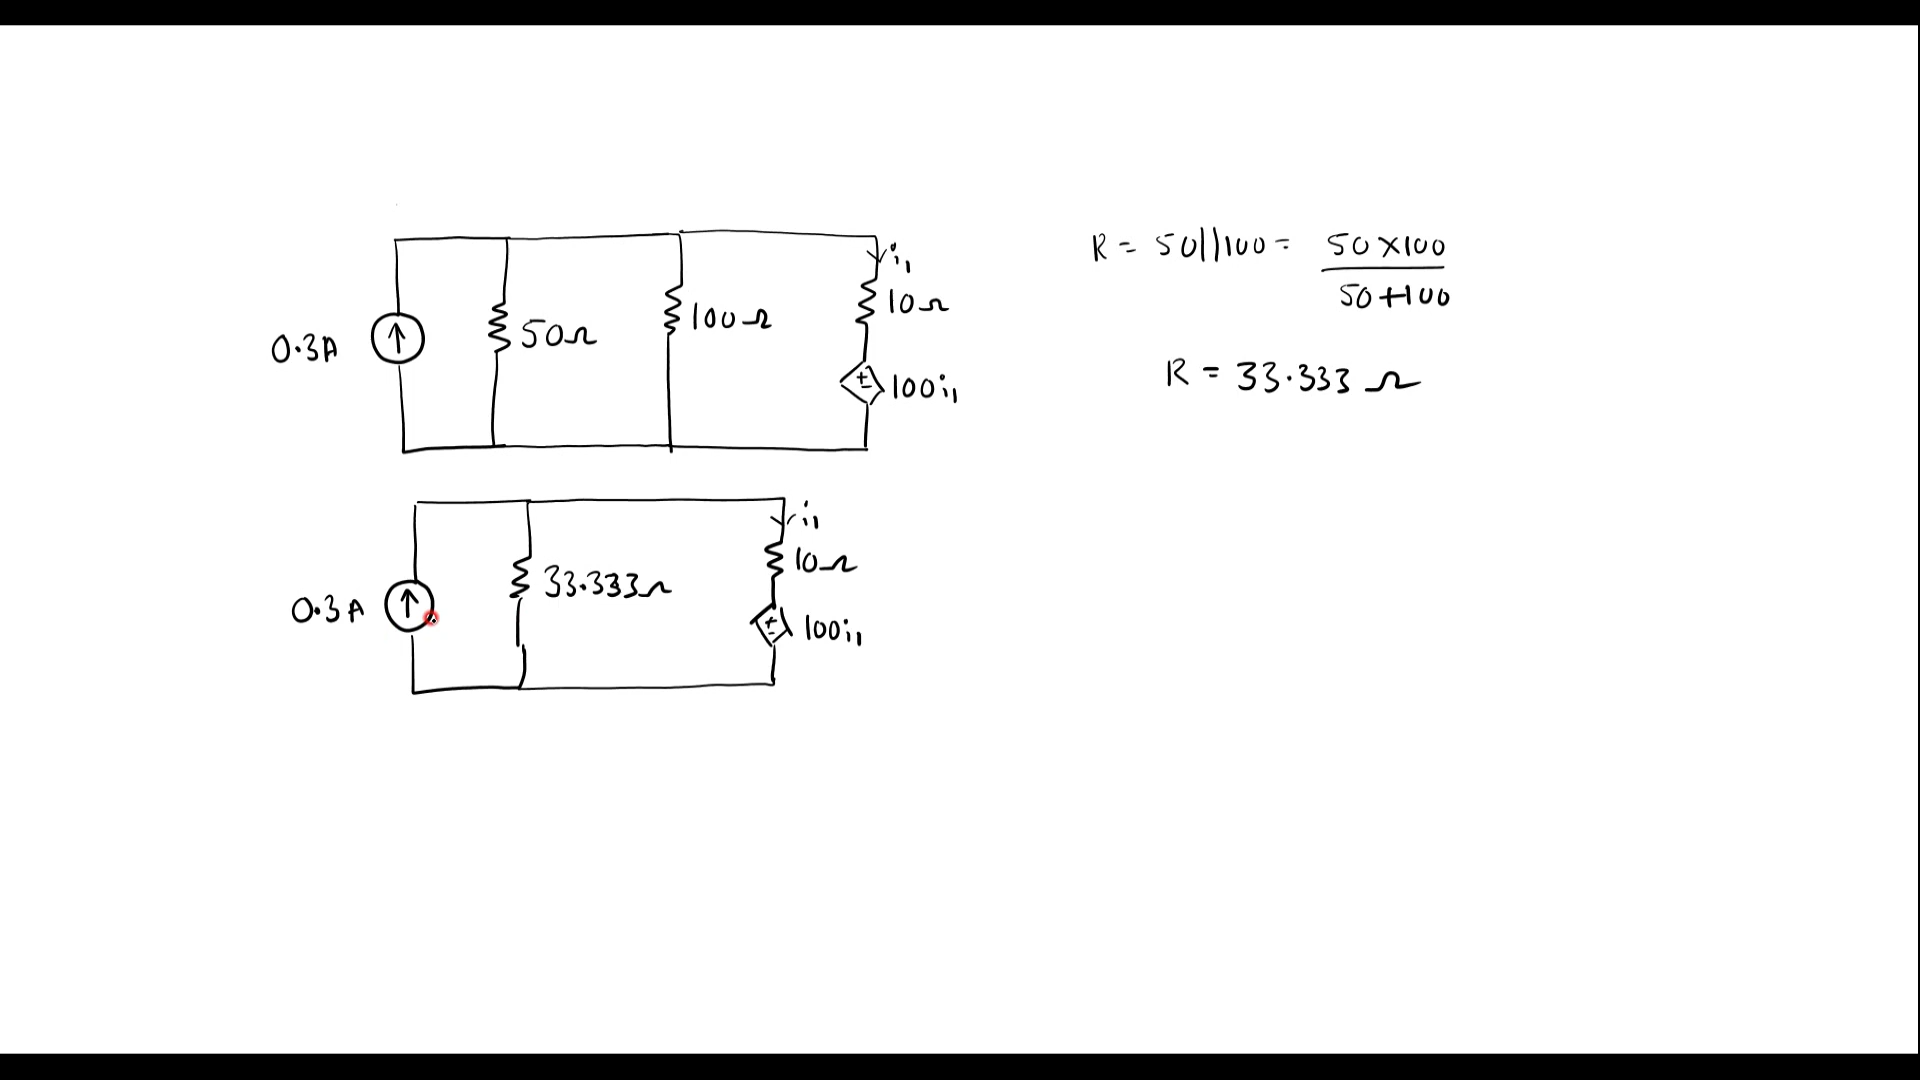 R = 50||100 = 50×100
50+100
i₁
10Ω
0.3A
50Ω
100Ω
±
100i₁
R = 33.333 Ω
i₁
10Ω
0.3A
33.333Ω
±
100i₁